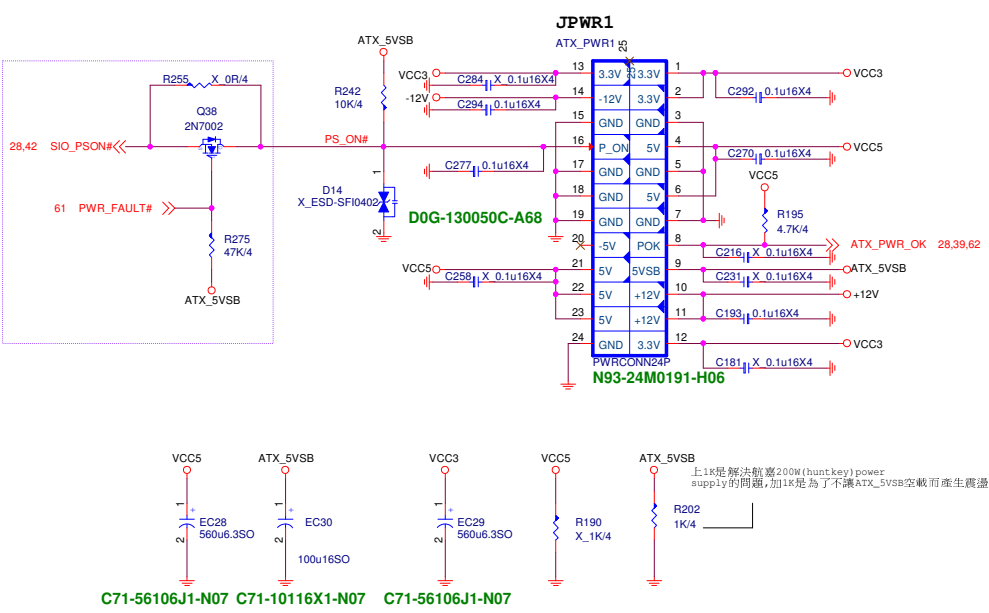 JPWR1
ATX_PWR1
25
25
ATX_5VSB
R255
X_0R/4
Q38
2N7002
28,42
SIO_PSON#
61
PWR_FAULT#
R275
47K/4
ATX_5VSB
R242
10K/4
PS_ON#
1
D14
X_ESD-SFI0402
2
D0G-130050C-A68
VCC3
C284 X_0.1u16X4
-12V
C294 0.1u16X4
C277 0.1u16X4
VCC5
C258 X_0.1u16X4
13 3.3V 3.3V 1
14 -12V 3.3V 2
15 GND GND 3
16 P_ON 5V 4
17 GND GND 5
18 GND 5V 6
19 GND GND 7
20 -5V POK 8
21 5V 5VSB 9
22 5V +12V 10
23 5V +12V 11
24 GND 3.3V 12
PWRCONN24P
N93-24M0191-H06
VCC3
C292 0.1u16X4
VCC5
C270 0.1u16X4
VCC5
R195
4.7K/4
ATX_PWR_OK 28,39,62
C216 X_0.1u16X4
ATX_5VSB
C231 X_0.1u16X4
+12V
C193 0.1u16X4
VCC3
C181 X_0.1u16X4
VCC5
1
+
EC28
560u6.3SO
2
C71-56106J1-N07
ATX_5VSB
1
+
EC30
100u16SO
2
C71-10116X1-N07
VCC3
1
+
EC29
560u6.3SO
2
C71-56106J1-N07
VCC5
R190
X_1K/4
ATX_5VSB
R202
1K/4
上1K是解決航嘉200W(huntkey)power
supply的問題,加1K是為了不讓ATX_5VSB空載而產生震盪